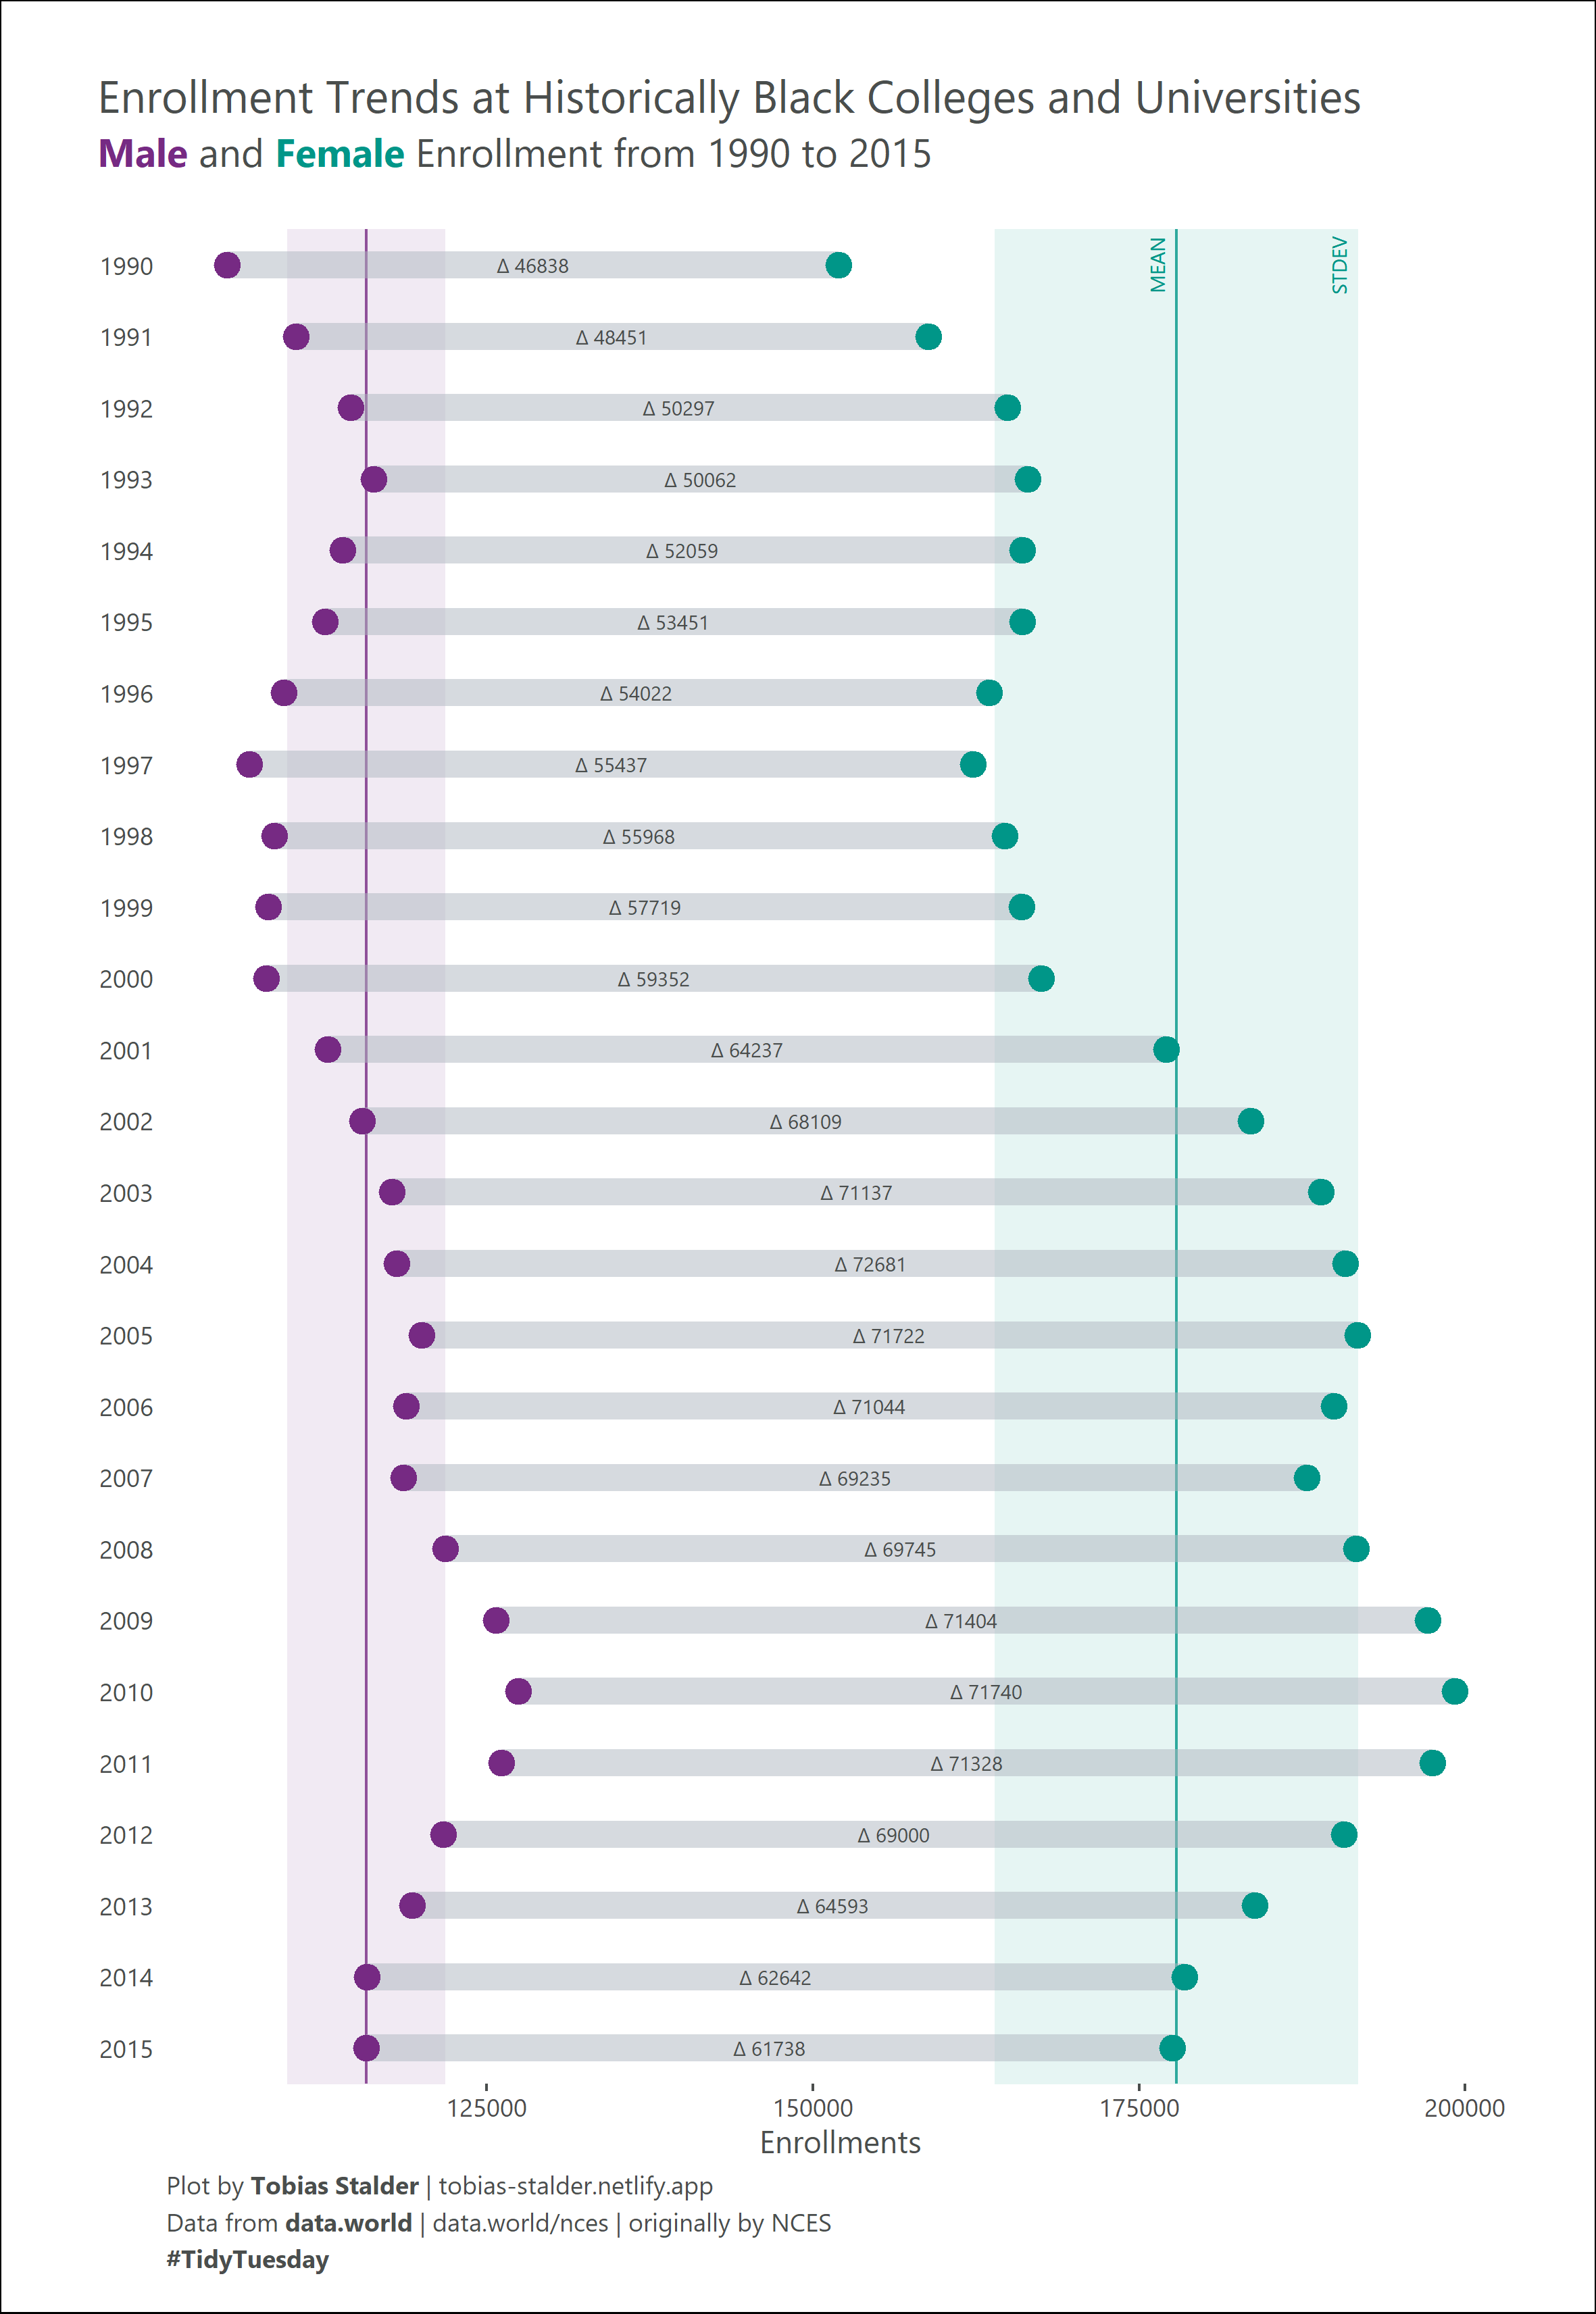 Enrollment Trends at Historically Black Colleges and Universities
Male and Female Enrollment from 1990 to 2015
MEAN
STDEV
1990
Δ 46838
1991
Δ 48451
1992
Δ 50297
1993
Δ 50062
1994
Δ 52059
1995
Δ 53451
1996
Δ 54022
1997
Δ 55437
1998
Δ 55968
1999
Δ 57719
2000
Δ 59352
2001
Δ 64237
2002
Δ 68109
2003
Δ 71137
2004
Δ 72681
2005
Δ 71722
2006
Δ 71044
2007
Δ 69235
2008
Δ 69745
2009
Δ 71404
2010
Δ 71740
2011
Δ 71328
2012
Δ 69000
2013
Δ 64593
2014
Δ 62642
2015
Δ 61738
125000 150000 175000 200000
Enrollments
Plot by Tobias Stalder | tobias-stalder.netlify.app
Data from data.world | data.world/nces | originally by NCES
#TidyTuesday